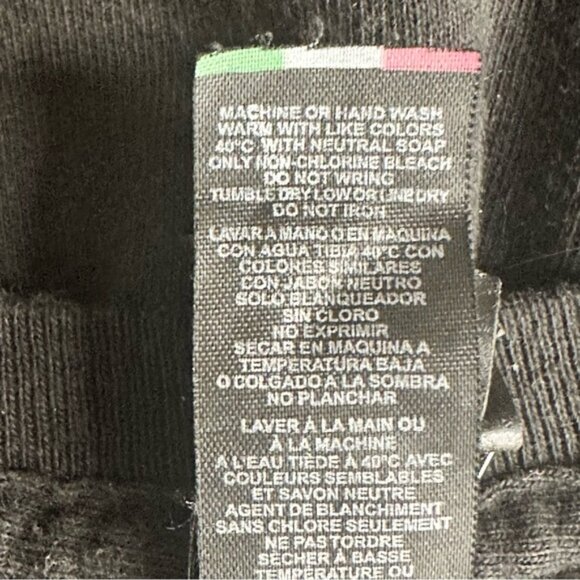 MACHINE OR HAND WASH
WARM WITH LIKE COLORS
40°C WITH NEUTRAL SOAP
ONLY NON-CHLORINE BLEACH
DO NOT WRING
TUMBLE DRY LOW OR LINE DRY
DO NOT IRON
LAVAR A MANO O EN MAQUINA
CON AGUA TIBIA 40°C CON
COLORES SIMILARES
CON JABON NEUTRO
SOLO BLANQUEADOR
SIN CLORO
NO EXPRIMIR
SECAR EN MAQUINA A
TEMPERATURA BAJA
O COLGADO A LA SOMBRA
NO PLANCHAR
LAVER À LA MAIN OU
À LA MACHINE
A L'EAU TIÈDE À 40°C AVEC
COULEURS SEMBLABLES
ET SAVON NEUTRE
AGENT DE BLANCHIMENT
SANS CHLORE SEULEMENT
NE PAS TORDRE
SÉCHER À BASSE
TEMPÉRATURE OU